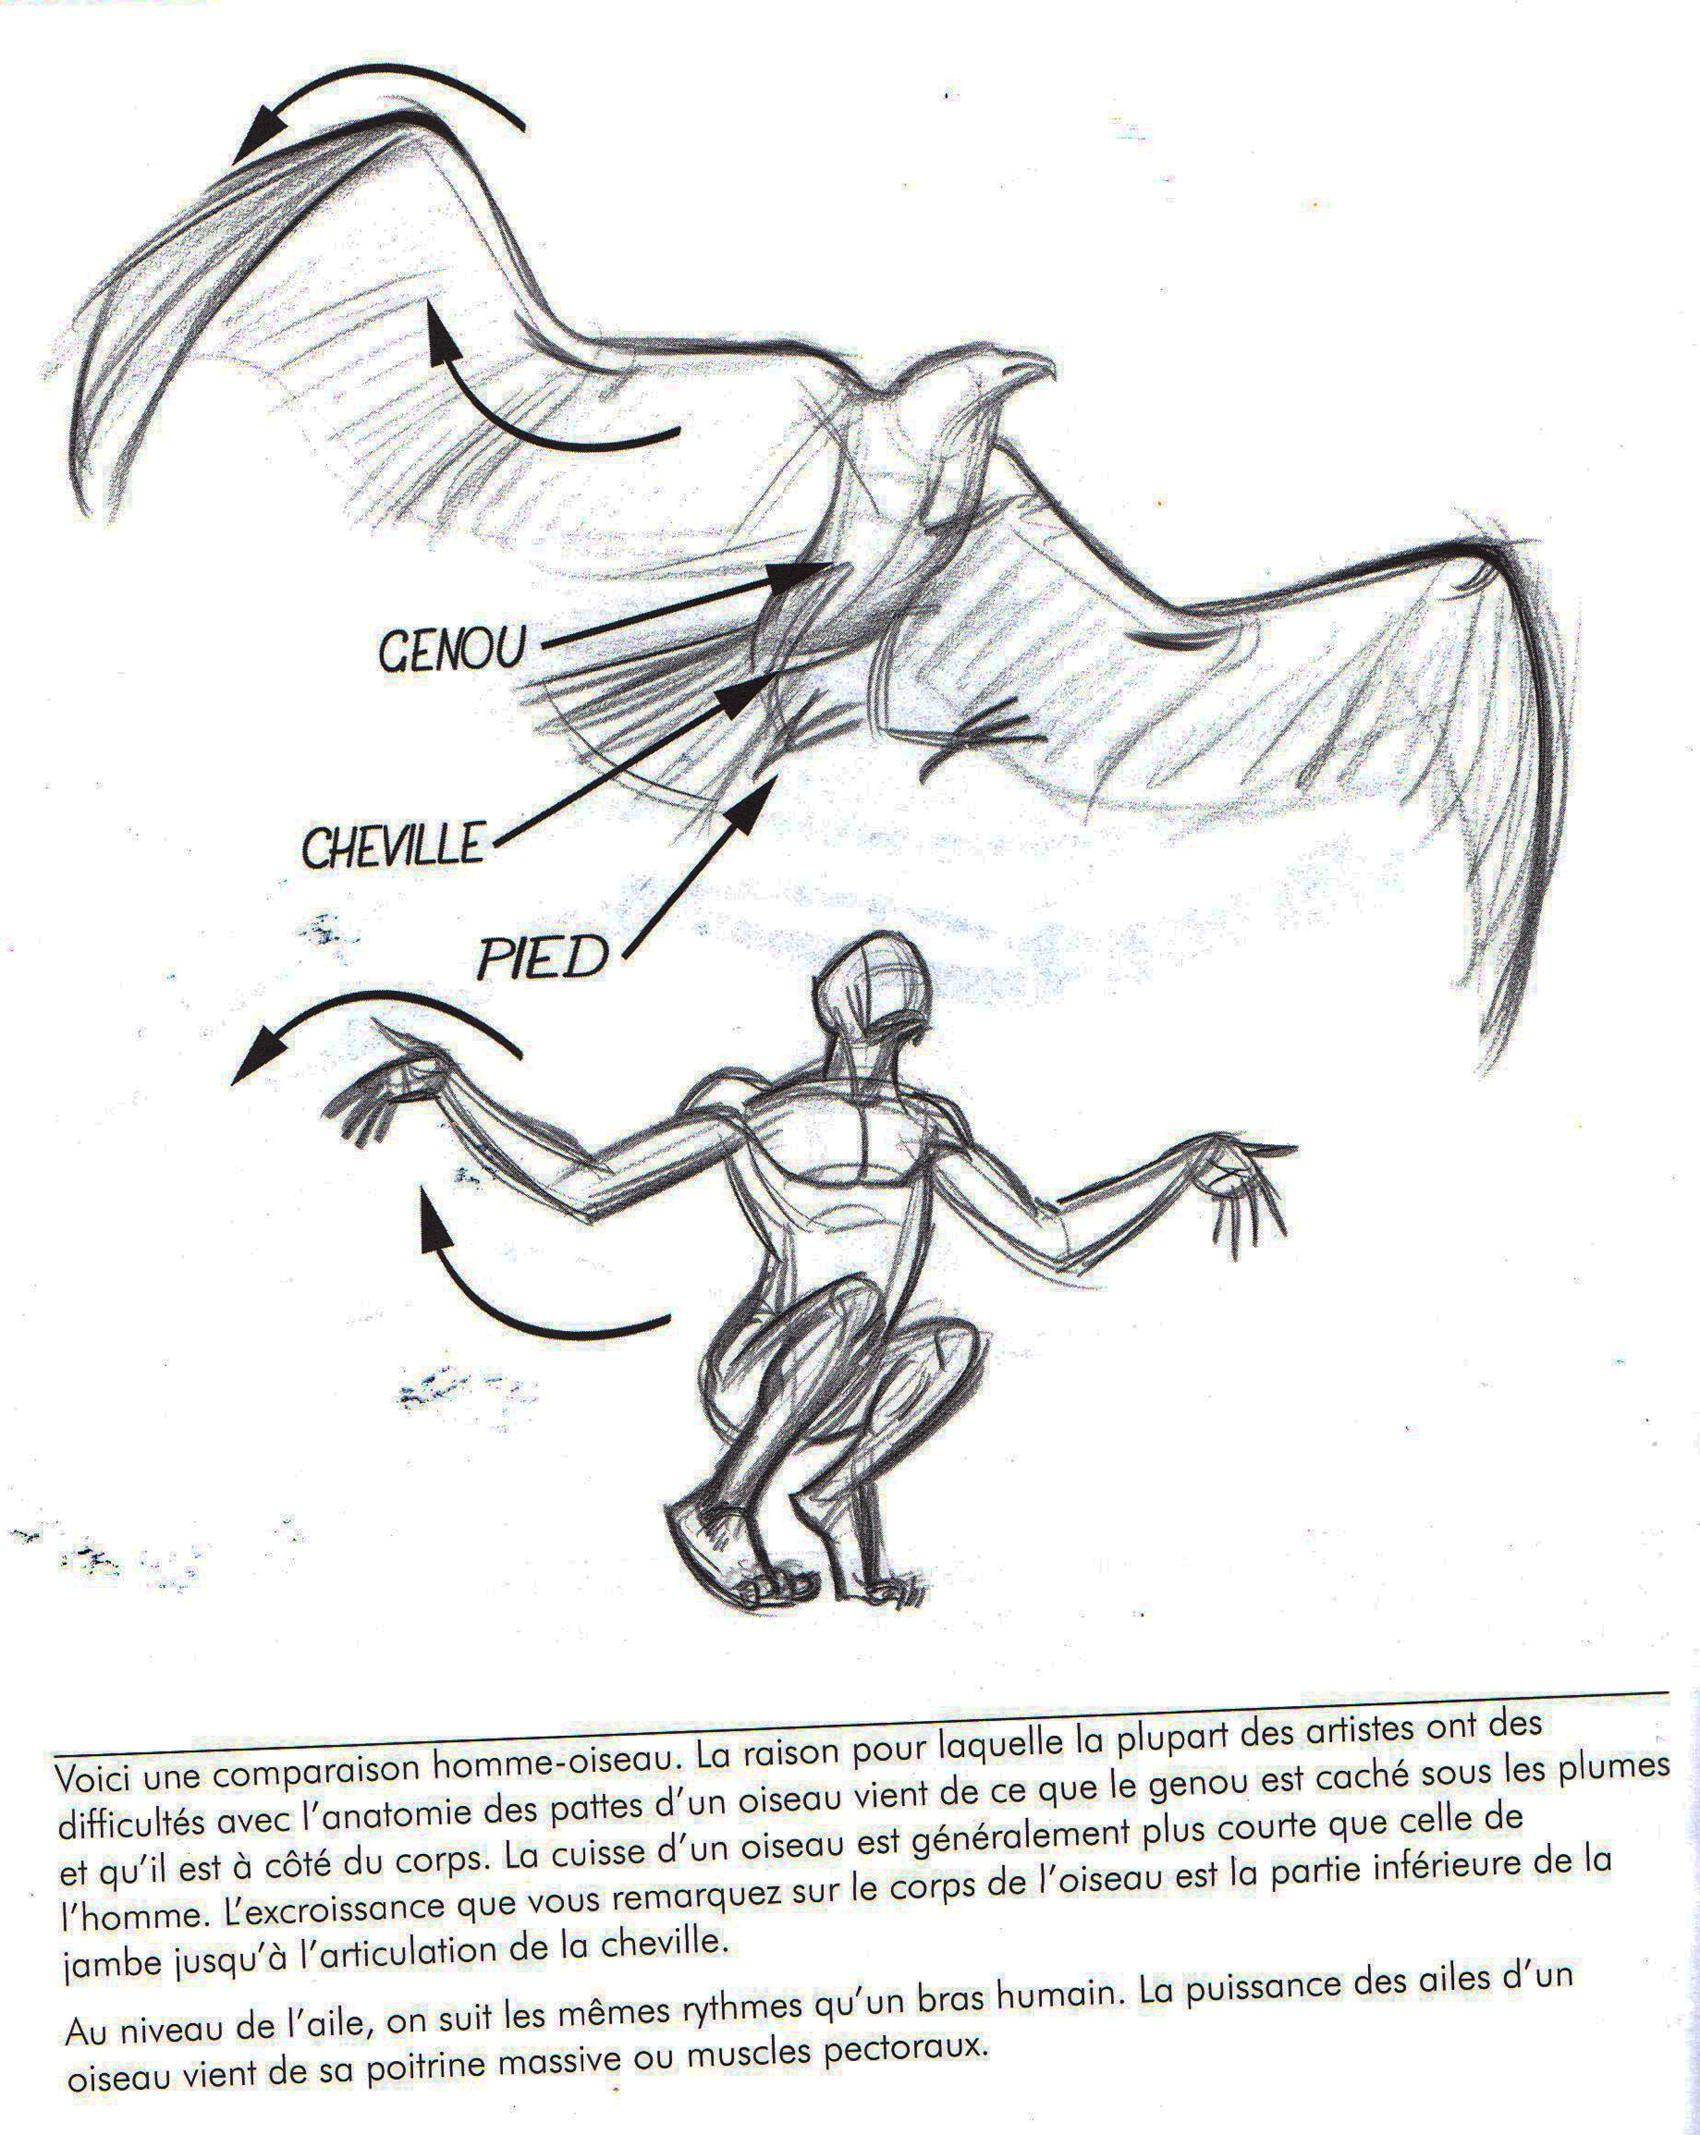 GENOU
CHEVILLE
PIED
Voici une comparaison homme-oiseau. La raison pour laquelle la plupart des artistes ont des
difficultés avec l'anatomie des pattes d'un oiseau vient de ce que le genou est caché sous les plumes
et qu'il est à côté du corps. La cuisse d'un oiseau est généralement plus courte que celle de
l'homme. L'excroissance que vous remarquez sur le corps de l'oiseau est la partie inférieure de la
jambe jusqu'à l'articulation de la cheville.
Au niveau de l'aile, on suit les mêmes rythmes qu'un bras humain. La puissance des ailes d'un
oiseau vient de sa poitrine massive ou muscles pectoraux.